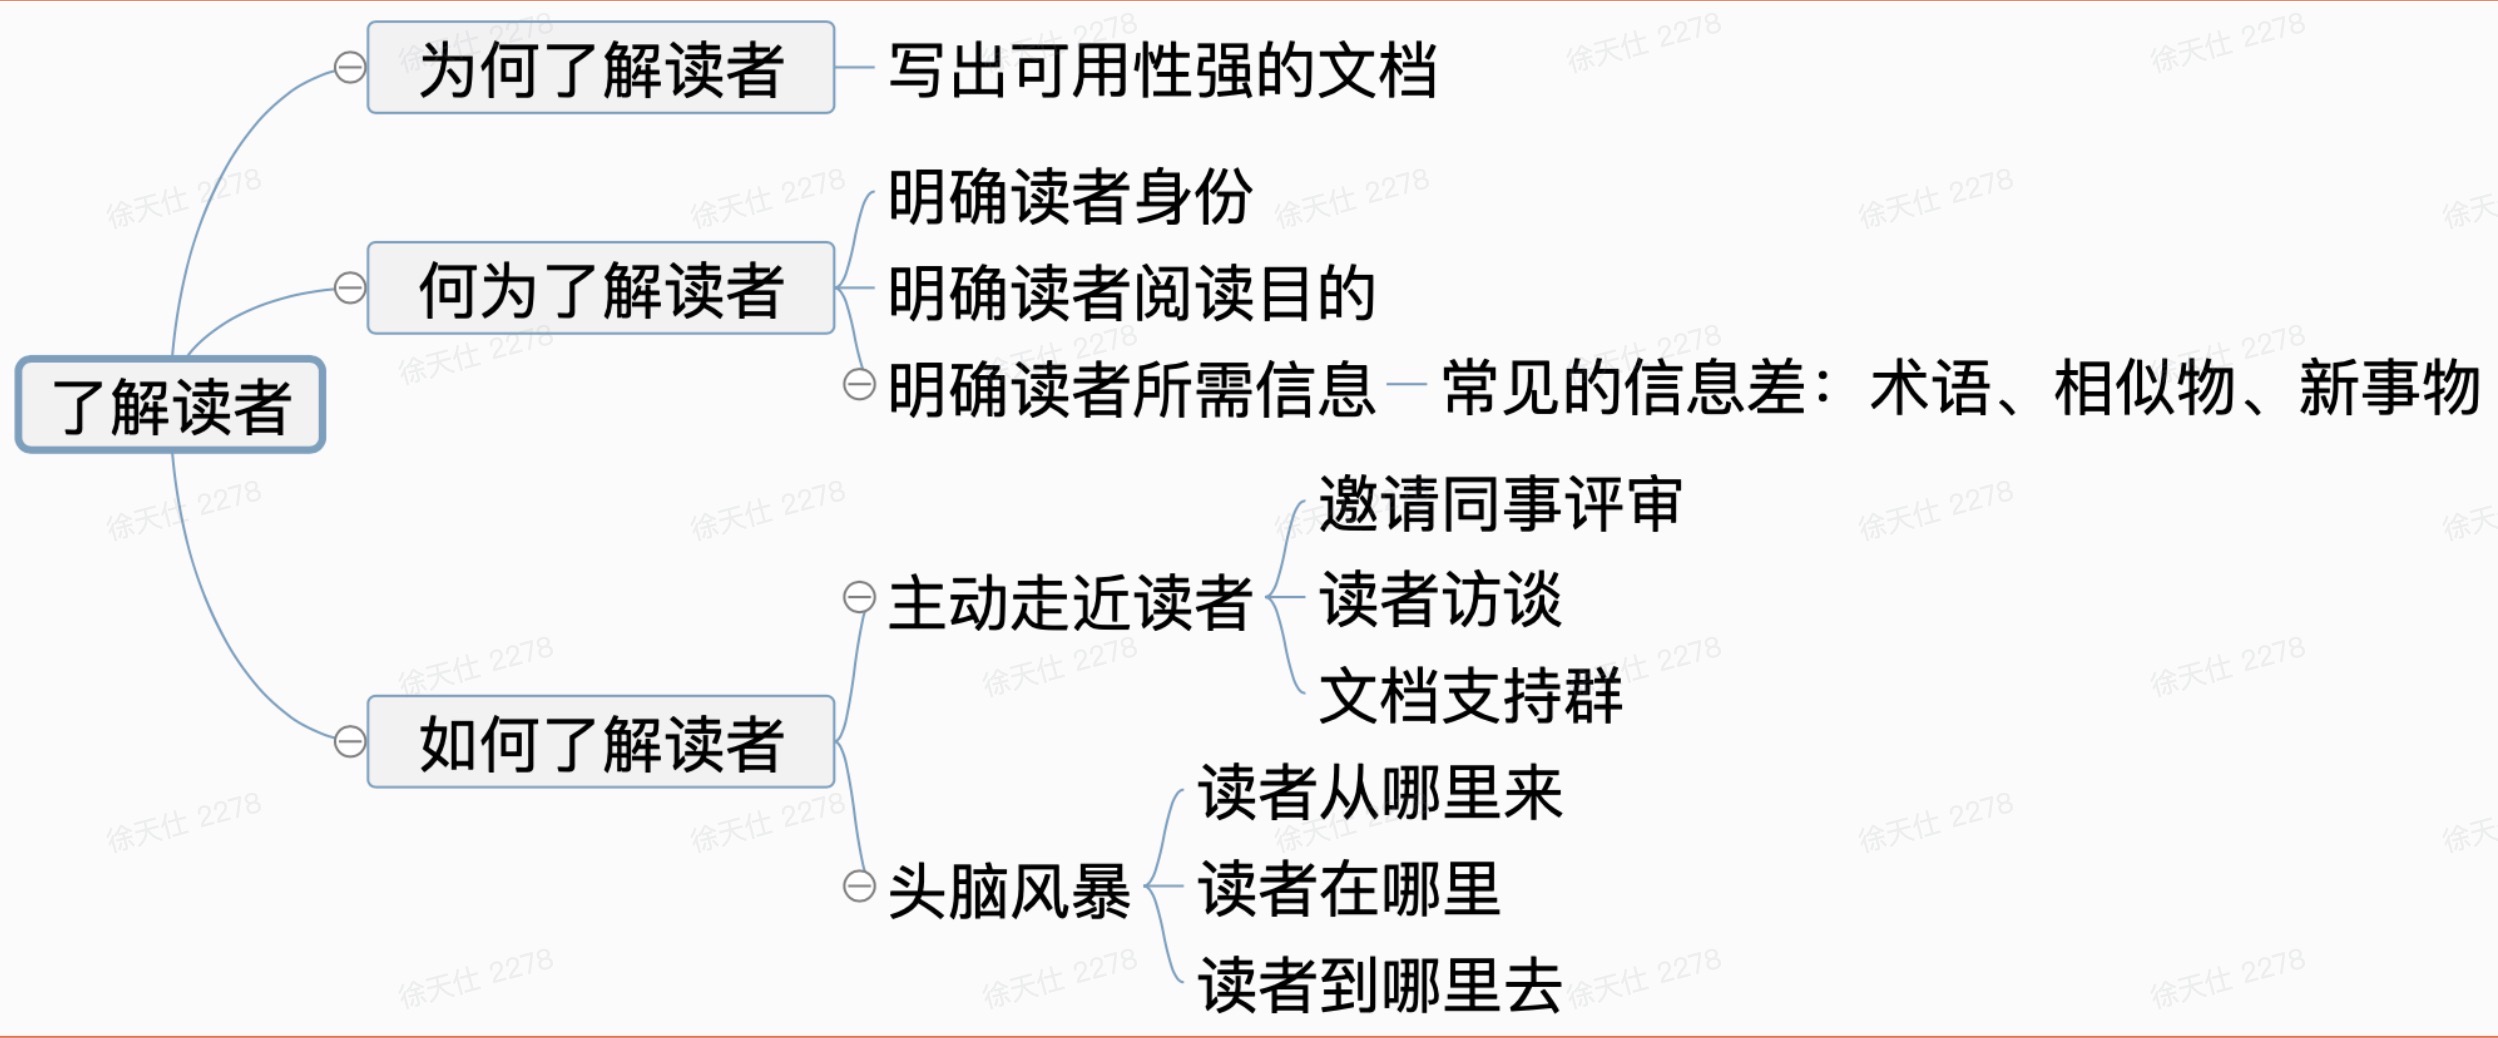 为何了解读者
写出可用性强的文档
明确读者身份
何为了解读者
明确读者阅读目的
明确读者所需信息
常见的信息差：术语、相似物、新事物
了解读者
邀请同事评审
主动走近读者
读者访谈
文档支持群
如何了解读者
读者从哪里来
头脑风暴
读者在哪里
读者到哪里去
徐天仕 2278